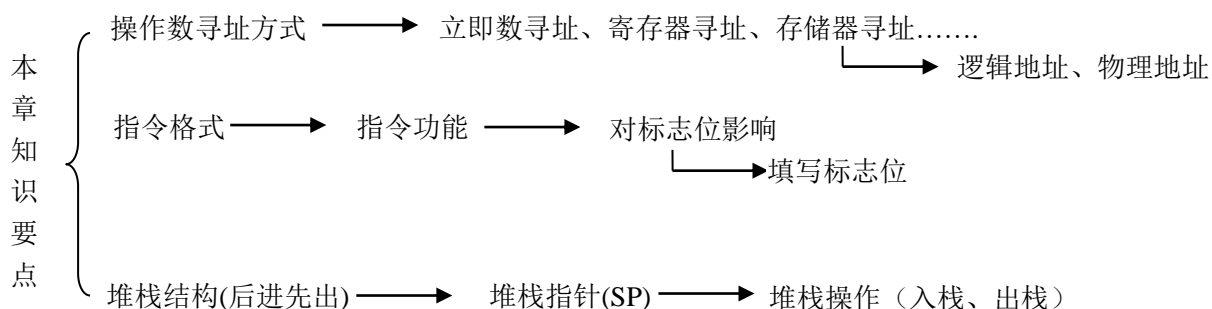 操作数寻址方式 立即数寻址、寄存器寻址、存储器寻址…….
逻辑地址、物理地址
本章知识要点
指令格式 指令功能 对标志位影响
填写标志位
堆栈结构(后进先出) 堆栈指针(SP) 堆栈操作（入栈、出栈）